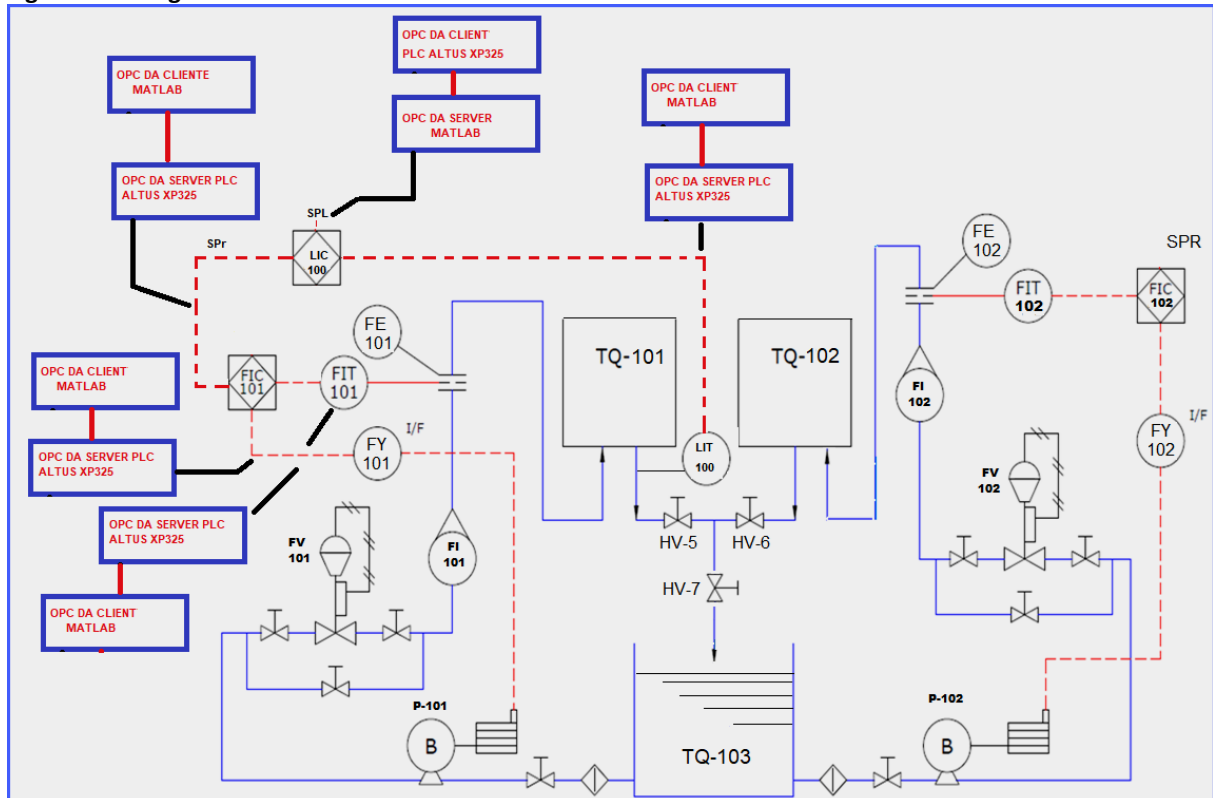 OPC DA CLIENT
PLC ALTUS XP325
OPC DA CLIENTE
MATLAB
OPC DA CLIENT
MATLAB
OPC DA SERVER
MATLAB
OPC DA SERVER PLC
ALTUS XP325
OPC DA SERVER PLC
ALTUS XP325
SPL
SPr
LIC
100
FE
102
SPR
FIT
102
FIC
102
FE
101
TQ-101
TQ-102
FIC
101
FIT
101
FI
102
OPC DA CLIENT
MATLAB
I/F
I/F
FY
101
LIT
100
FY
102
OPC DA SERVER PLC
ALTUS XP325
FV
102
OPC DA SERVER PLC
ALTUS XP325
HV-5
HV-6
FV
101
FI
101
HV-7
OPC DA CLIENT
MATLAB
P-101
P-102
B
B
TQ-103